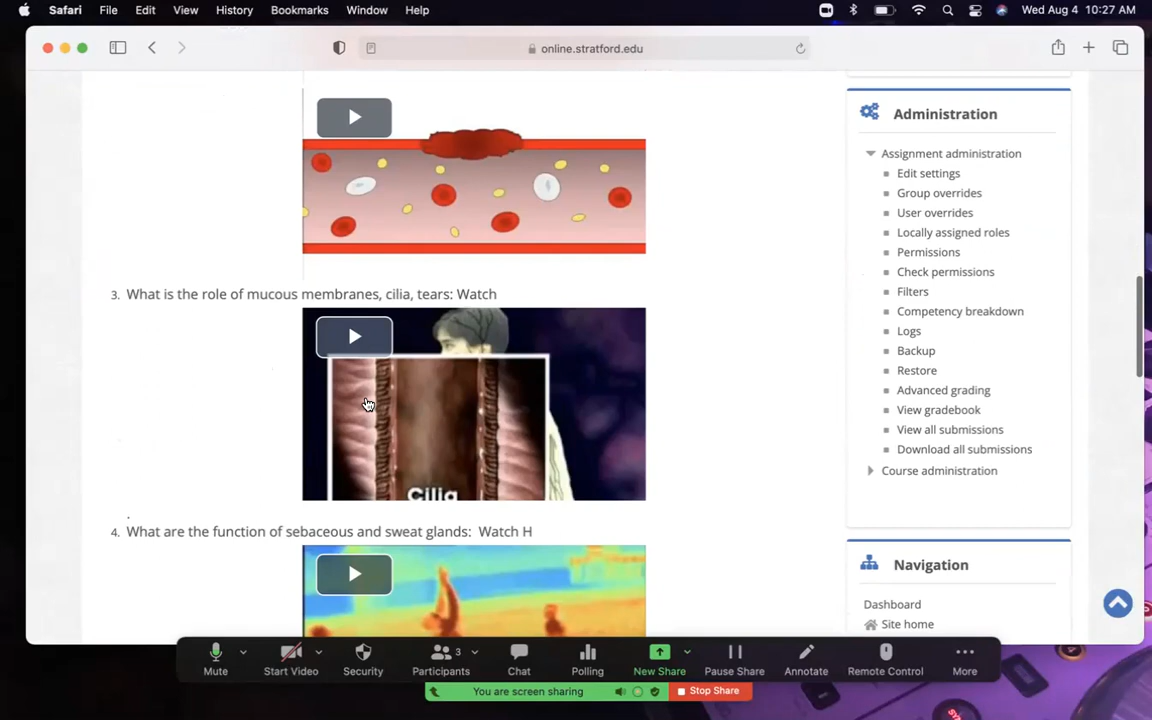 Safari File Edit View History Bookmarks Window Help
Wed Aug 4 10:27 AM
online.stratford.edu
Administration
Assignment administration
Edit settings
Group overrides
User overrides
Locally assigned roles
Permissions
Check permissions
Filters
Competency breakdown
Logs
Backup
Restore
Advanced grading
View gradebook
View all submissions
Download all submissions
Course administration
3. What is the role of mucous membranes, cilia, tears: Watch
Cilia
.
4. What are the function of sebaceous and sweat glands: Watch H
Navigation
Dashboard
Site home
3
Mute Start Video Security Participants Chat Polling New Share Pause Share Annotate Remote Control More
You are screen sharing
Stop Share